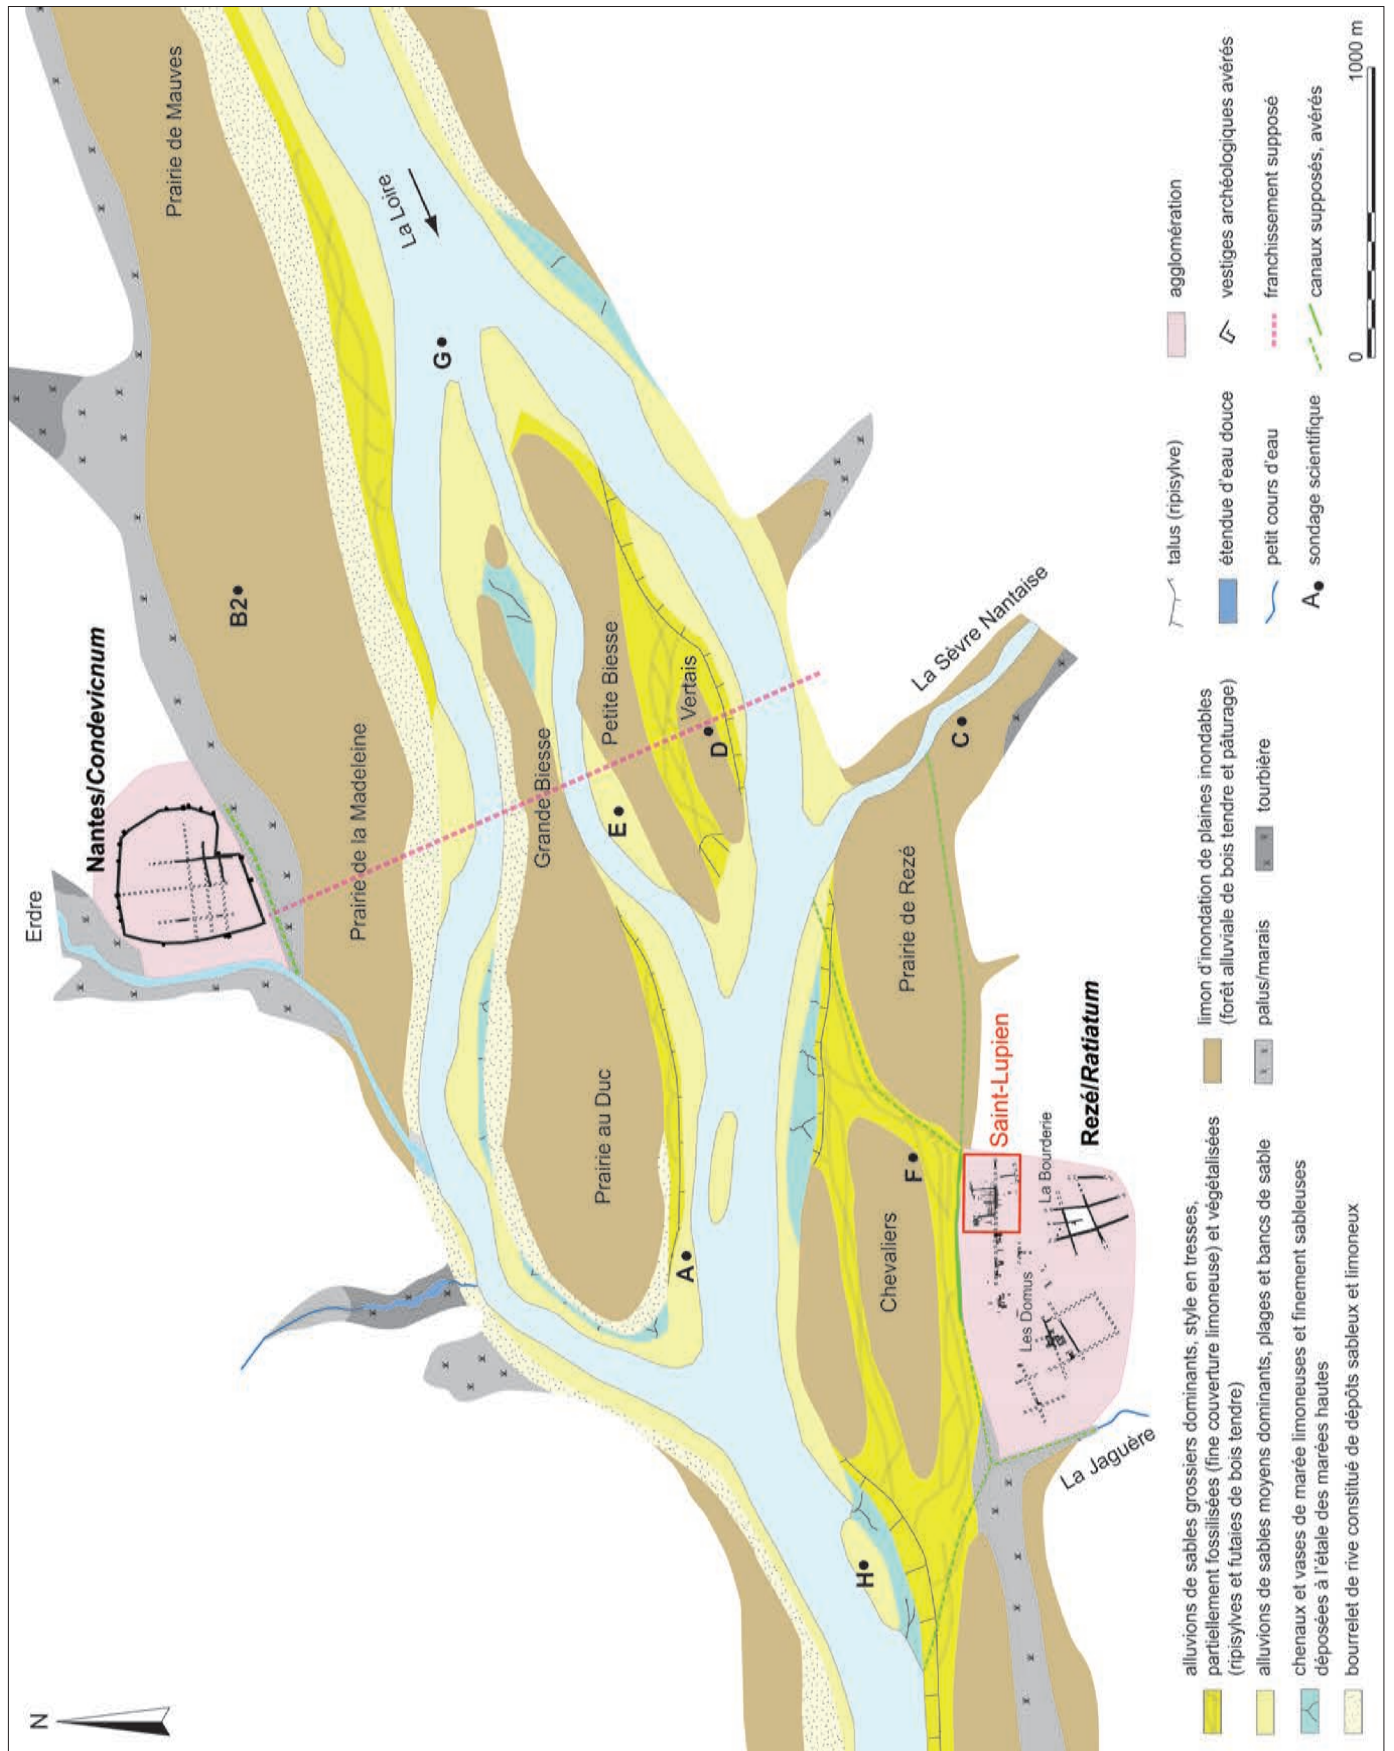 N
Erdre
Nantes/Condevicnum
Prairie de Mauves
B2
La Loire
Prairie de la Madeleine
G
Grande Biesse
Petite Biesse
E
Vertais
D
Prairie au Duc
A
La Sèvre Nantaise
C
Prairie de Rezé
F
Chevaliers
H
Saint-Lupien
La Bourderie
Rezé/Ratiatum
Les Domus
La Jaguère
alluvions de sables grossiers dominants, style en tresses,
partiellement fossilisées (fine couverture limoneuse) et végétalisées
(ripisylves et futaies de bois tendre)
alluvions de sables moyens dominants, plages et bancs de sable
chenaux et vases de marée limoneuses et finement sableuses
déposées à l'étale des marées hautes
bourrelet de rive constitué de dépôts sableux et limoneux
limon d'inondation de plaines inondables
(forêt alluviale de bois tendre et pâturage)
palus/marais
tourbière
talus (ripisylve)
étendue d'eau douce
petit cours d'eau
A
sondage scientifique
agglomération
vestiges archéologiques avérés
franchissement supposé
canaux supposés, avérés
0
1000 m